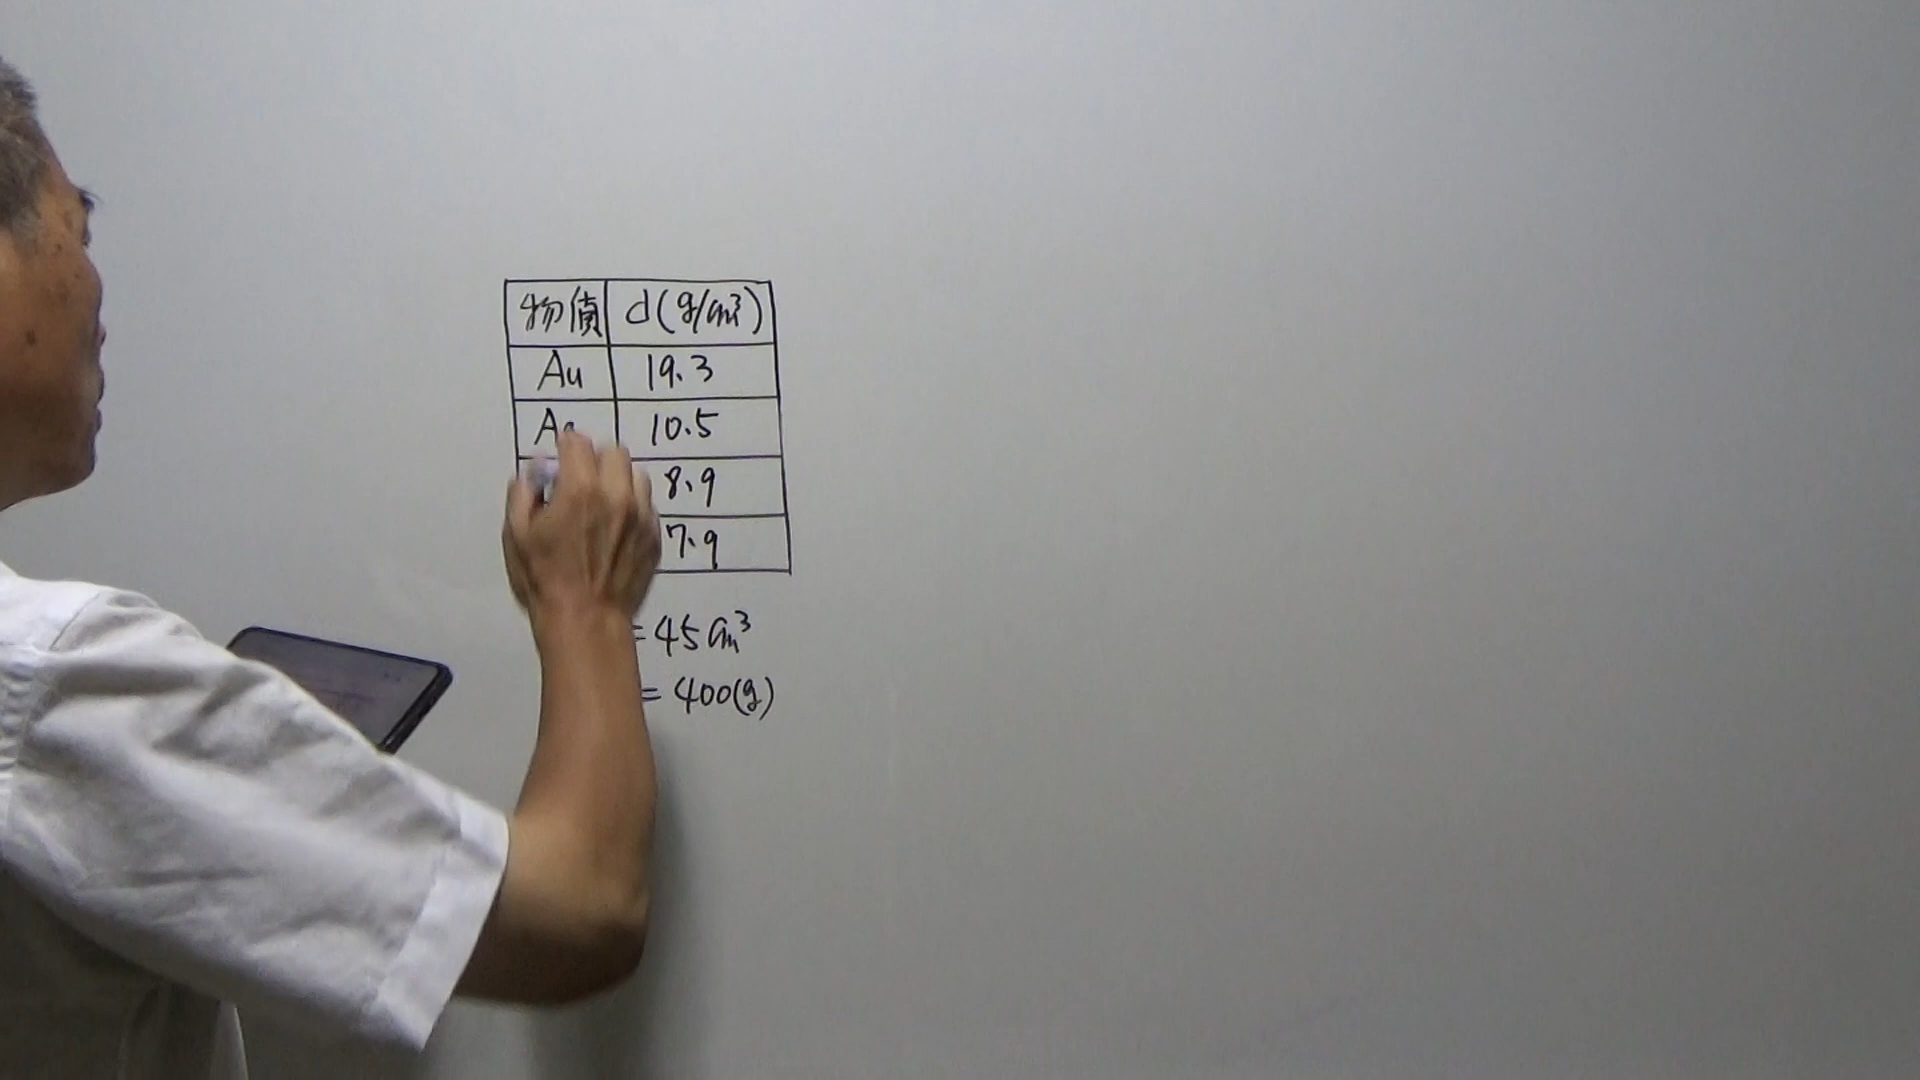 物質 d(g/cm³)
Au 19.3
Ag 10.5
8.9
7.9
= 45 cm³
= 400(g)